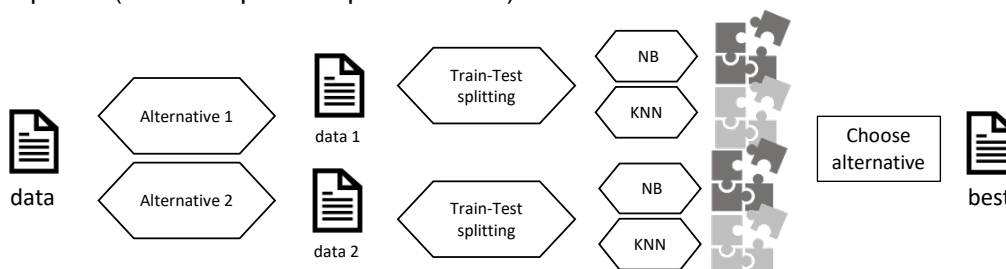 data
Alternative 1
Alternative 2
data 1
data 2
Train-Test
splitting
Train-Test
splitting
NB
KNN
NB
KNN
Choose
alternative
best